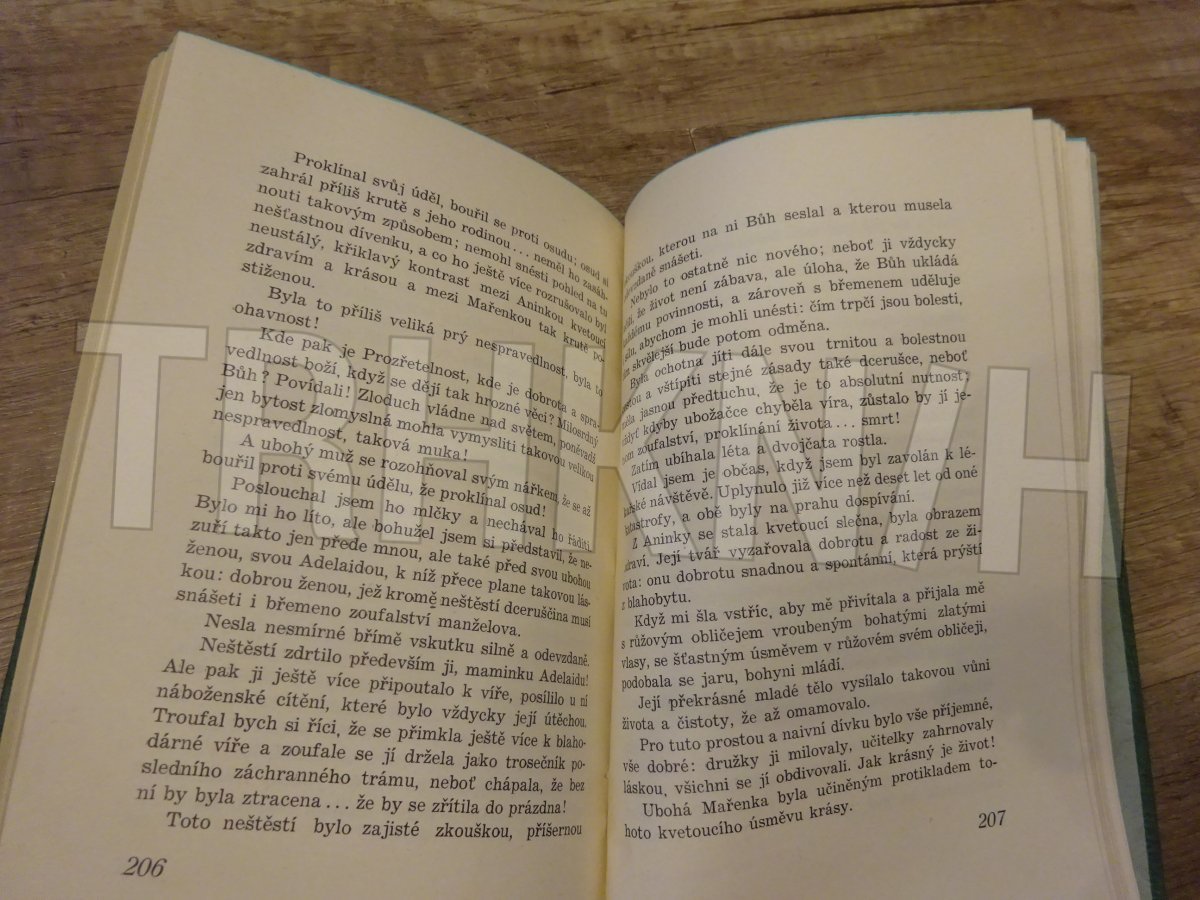 Proklínal svůj úděl, bouřil se proti osudu; osud si
zahrál příliš krutě s jeho rodinou... neměl ho zasáh-
nouti takovým způsobem; nemohl snésti pohled na tu
nešťastnou dívenku, a co ho ještě více rozrušovalo byl
neustálý, křiklavý kontrast mezi Aninkou kvetoucí
zdravím a krásou a mezi Mařenkou tak krutě po-
stiženou.
Byla to příliš veliká prý nespravedlnost, byla to
ohavnost!
Kde pak je Prozřetelnost, kde je dobrota a spra-
vedlnost boží, když se dějí tak hrozné věci? Milosrdný
Bůh? Povídali! Zloduch vládne nad světem, poněvadž
jen bytost zlomyslná mohla vymysliti takovou velikou
nespravedlnost, taková muka!
A ubohý muž se rozohňoval svým nářkem, že se až
bouřil proti svému údělu, že proklínal osud!
Poslouchal jsem ho mlčky a nechával ho řáditi.
Bylo mi ho líto, ale bohužel jsem si představil, že ne-
zuří takto jen přede mnou, ale také před svou ubohou
ženou, svou Adelaidou, k níž přece plane takovou lás-
kou: dobrou ženou, jež kromě neštěstí dceruščina musí
snášeti i břemeno zoufalství manželova.
Nesla nesmírné břímě vskutku silně a odevzdaně.
Neštěstí zdrtilo především ji, maminku Adelaidu!
Ale pak ji ještě více připoutalo k víře, posílilo u ní
náboženské cítění, které bylo vždycky její útěchou.
Troufal bych si říci, že se přimkla ještě více k blaho-
dárné víře a zoufale se jí držela jako trosečník po-
sledního záchranného trámu, neboť chápala, že bez
ní by byla ztracena... že by se zřítila do prázdna!
Toto neštěstí bylo zajisté zkouškou, příšernou
206
kterou na ni Bůh seslal a kterou musela
snášeti.
Nebylo to ostatně nic nového; neboť ji vždycky
že život není zábava, ale úloha, že Bůh ukládá
povinnosti, a zároveň s břemenem uděluje
abychom je mohli unésti: čím trpčí jsou bolesti,
skvělejší bude potom odměna.
Byla ochotna jíti dále svou trnitou a bolestnou
a vštípiti stejné zásady také dcerušce, neboť
jasnou předtuchu, že je to absolutní nutnost;
kdyby ubožačce chyběla víra, zůstalo by jí je-
zoufalství, proklínání života... smrt!
Zatím ubíhala léta a dvojčata rostla.
Vídal jsem je občas, když jsem byl zavolán k lé-
kařské návštěvě. Uplynulo již více než deset let od oné
katastrofy, a obě byly na prahu dospívání.
Z Aninky se stala kvetoucí slečna, byla obrazem
zdraví. Její tvář vyzařovala dobrotu a radost ze ži-
vota: onu dobrotu snadnou a spontánní, která prýští
z blahobytu.
Když mi šla vstříc, aby mě přivítala a přijala mě
s růžovým obličejem vroubeným bohatými zlatými
vlasy, se šťastným úsměvem v růžovém svém obličeji,
podobala se jaru, bohyni mládí.
Její překrásné mladé tělo vysílalo takovou vůni
života a čistoty, že až omamovalo.
Pro tuto prostou a naivní dívku bylo vše příjemné,
vše dobré: družky ji milovaly, učitelky zahrnovaly
láskou, všichni se jí obdivovali. Jak krásný je život!
Ubohá Mařenka byla učiněným protikladem to-
hoto kvetoucího úsměvu krásy.
207
TRHKNIH